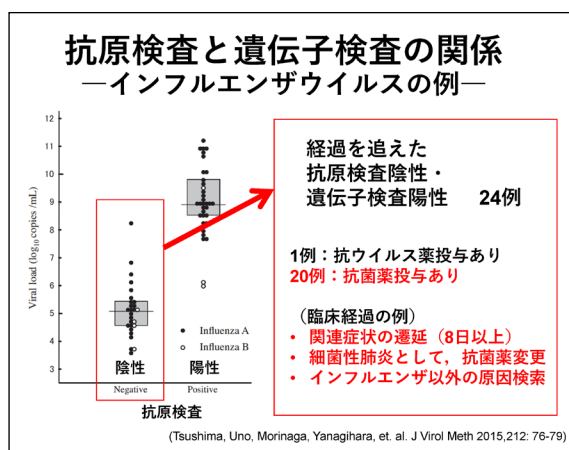 抗原検査と遺伝子検査の関係
―インフルエンザウイルスの例―
Viral load (log10 copies /mL)
12
11
10
9
8
7
6
5
4
3
Influenza A
Influenza B
陰性
陽性
Negative
Positive
抗原検査
経過を追えた
抗原検査陰性・
遺伝子検査陽性 24例
1例：抗ウイルス薬投与あり
20例：抗菌薬投与あり
（臨床経過の例）
• 関連症状の遷延（8日以上）
• 細菌性肺炎として，抗菌薬変更
• インフルエンザ以外の原因検索
(Tsushima, Uno, Morinaga, Yanagihara, et. al. J Virol Meth 2015,212: 76-79)